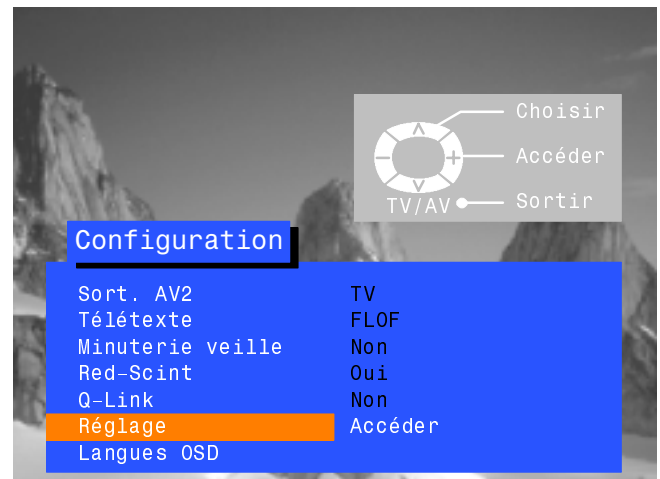 Choisir
Accéder
TV/AV Sortir
Configuration
Sort. AV2 TV
Télétexte FLOF
Minuterie veille Non
Red-Scint Oui
Q-Link Non
Réglage Accéder
Langues OSD